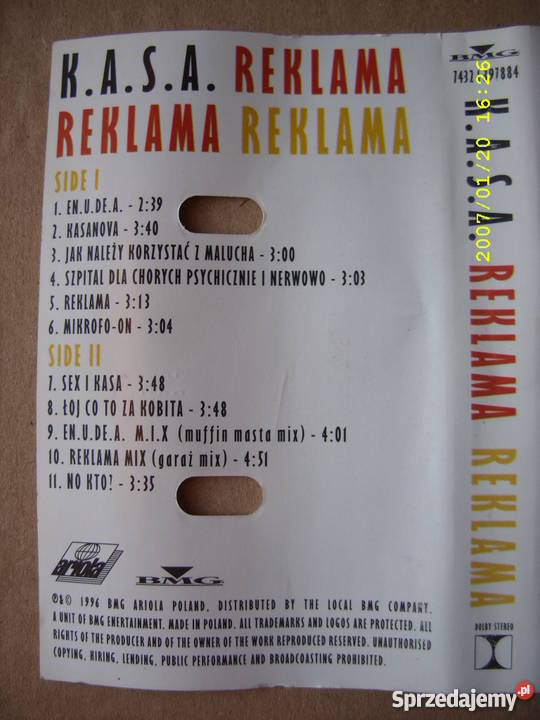 K.A.S.A. REKLAMA
REKLAMA REKLAMA
SIDE I
1. EN.U.DE.A. - 2:39
2. KASANOVA - 3:40
3. JAK NALEŻY KORZYSTAĆ Z MALUCHA - 3:00
4. SZPITAL DLA CHORYCH PSYCHICZNIE I NERWOWO - 3:03
5. REKLAMA - 3:13
6. MIKROFO-ON - 3:04
SIDE II
7. SEX I KASA - 3:48
8. ŁOJ CO TO ZA KOBITA - 3:48
9. EN.U.DE.A. M.I.X (muffin masta mix) - 4:01
10. REKLAMA MIX (garaż mix) - 4:51
11. NO KTO? - 3:35
ariola
BMG
℗&© 1996 BMG ARIOLA POLAND, DISTRIBUTED BY THE LOCAL BMG COMPANY,
A UNIT OF BMG ENERTAINMENT. MADE IN POLAND. ALL TRADEMARKS AND LOGOS ARE PROTECTED. ALL
RIGHTS OF THE PRODUCER AND OF THE OWNER OF THE WORK REPRODUCED RESERVED. UNAUTHORISED
COPYING, HIRING, LENDING, PUBLIC PERFORMANCE AND BROADCOASTING PROHIBITED.
BMG
K.A.S.A. REKLAMA REKLAMA
2007/01/20 16:26
DOLBY STEREO
Sprzedajemy.pl